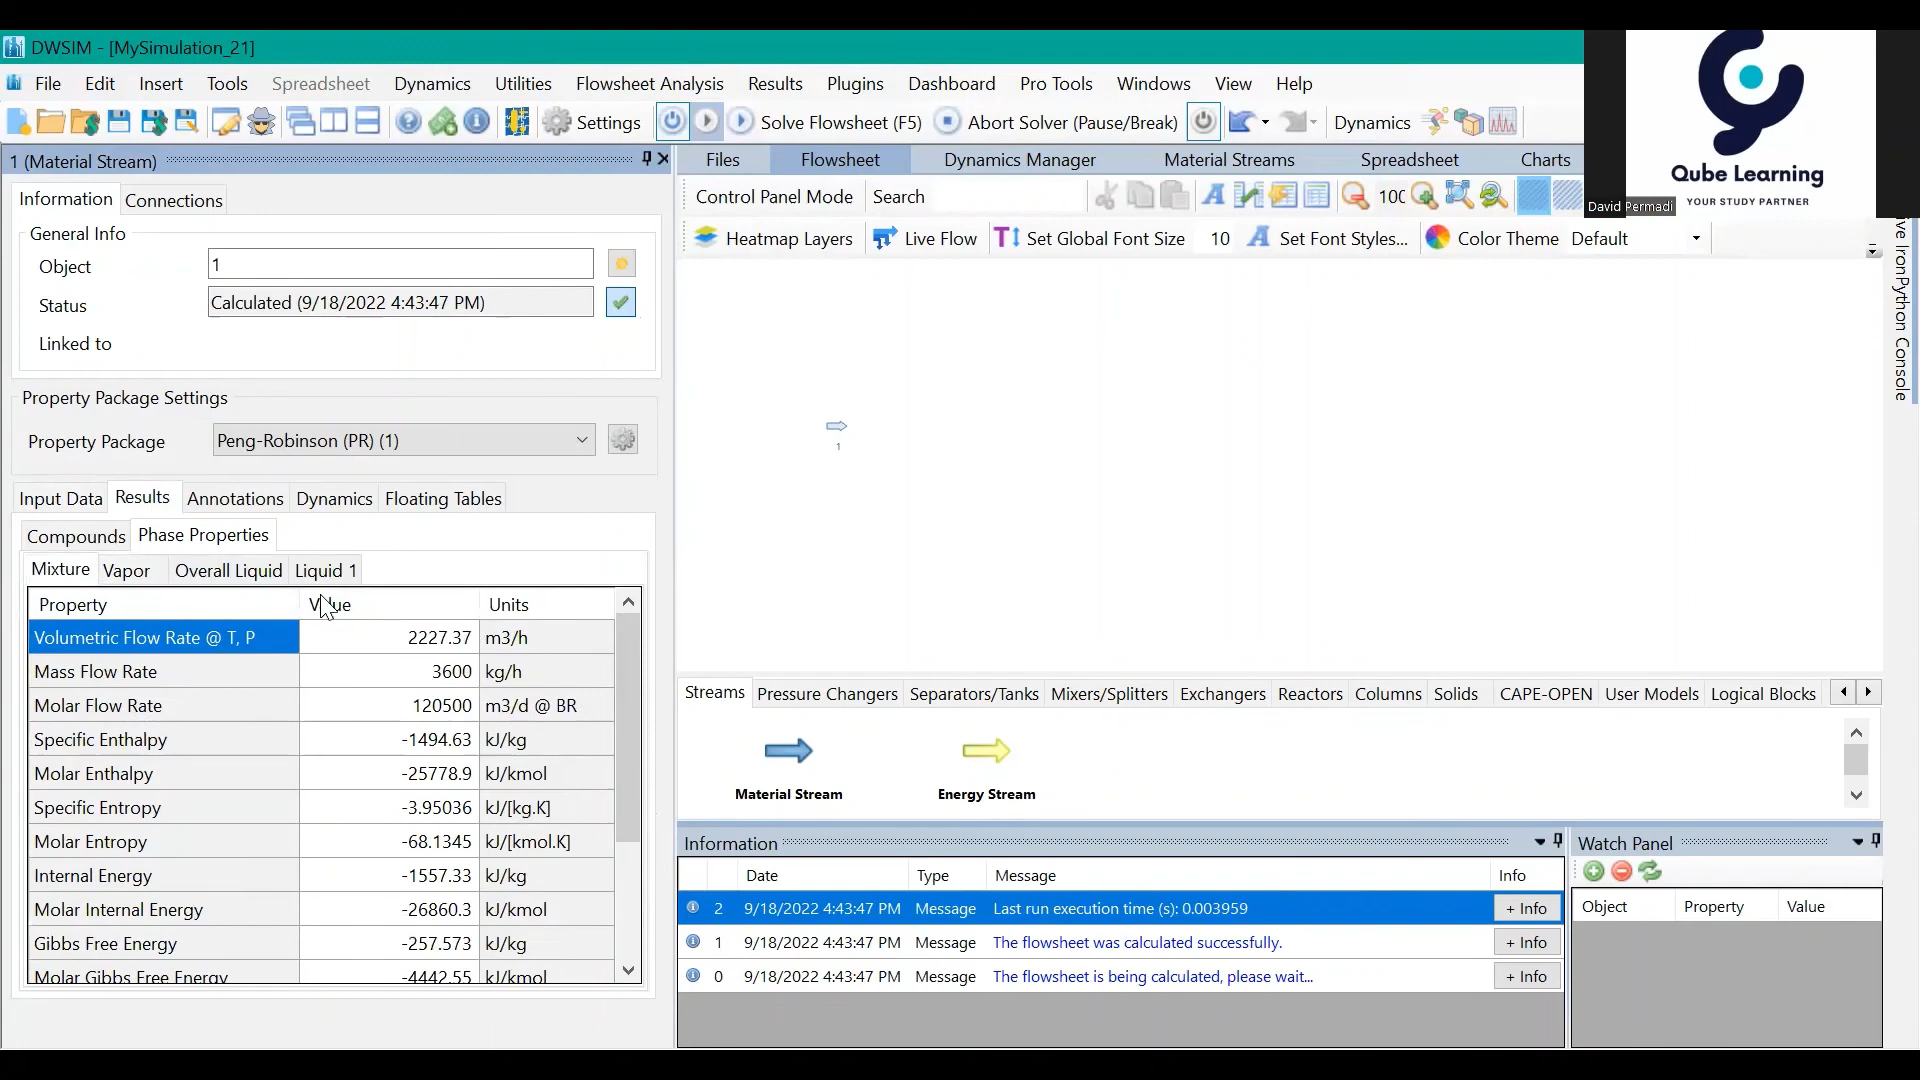 DWSIM - [MySimulation_21]
File Edit Insert Tools Spreadsheet Dynamics Utilities Flowsheet Analysis Results Plugins Dashboard Pro Tools Windows View Help
Settings Solve Flowsheet (F5) Abort Solver (Pause/Break) Dynamics
Qube Learning
YOUR STUDY PARTNER
David Permadi
1 (Material Stream)
Information Connections
General Info
Object 1
Status Calculated (9/18/2022 4:43:47 PM)
Linked to
Property Package Settings
Property Package Peng-Robinson (PR) (1)
Input Data Results Annotations Dynamics Floating Tables
Compounds Phase Properties
Mixture Vapor Overall Liquid Liquid 1
Property Value Units
Volumetric Flow Rate @ T, P 2227.37 m3/h
Mass Flow Rate 3600 kg/h
Molar Flow Rate 120500 m3/d @ BR
Specific Enthalpy -1494.63 kJ/kg
Molar Enthalpy -25778.9 kJ/kmol
Specific Entropy -3.95036 kJ/[kg.K]
Molar Entropy -68.1345 kJ/[kmol.K]
Internal Energy -1557.33 kJ/kg
Molar Internal Energy -26860.3 kJ/kmol
Gibbs Free Energy -257.573 kJ/kg
Molar Gibbs Free Energy -4442.55 kJ/kmol
Files Flowsheet Dynamics Manager Material Streams Spreadsheet Charts
Control Panel Mode Search 100
Heatmap Layers Live Flow Set Global Font Size 10 Set Font Styles... Color Theme Default
1
Streams Pressure Changers Separators/Tanks Mixers/Splitters Exchangers Reactors Columns Solids CAPE-OPEN User Models Logical Blocks
Material Stream Energy Stream
Information
Date Type Message Info
2 9/18/2022 4:43:47 PM Message Last run execution time (s): 0.003959 + Info
1 9/18/2022 4:43:47 PM Message The flowsheet was calculated successfully. + Info
0 9/18/2022 4:43:47 PM Message The flowsheet is being calculated, please wait... + Info
Watch Panel
Object Property Value
IronPython Console